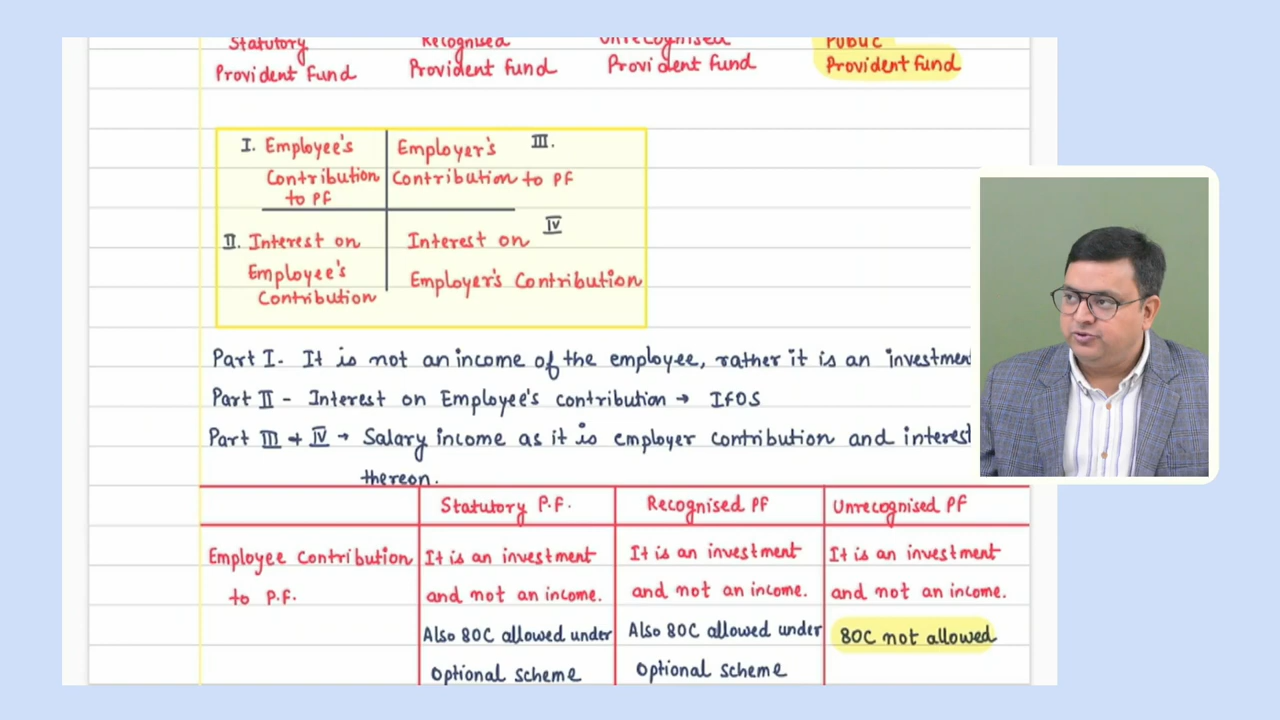 Statutory Recognised Unrecognised Public
Provident Fund Provident Fund Provident Fund Provident Fund
I. Employee's Contribution to PF
Employer's III.
Contribution to PF
II. Interest on
Employee's
Contribution
Interest on IV
Employer's Contribution
Part I. It is not an income of the employee, rather it is an investmen
Part II - Interest on Employee's contribution → IFOS
Part III + IV → Salary income as it is employer contribution and interest
thereon.
Statutory P.F. Recognised PF Unrecognised PF
Employee Contribution It is an investment It is an investment It is an investment
to P.F. and not an income. and not an income. and not an income.
Also 80C allowed under Also 80C allowed under 80C not allowed
Optional scheme Optional scheme